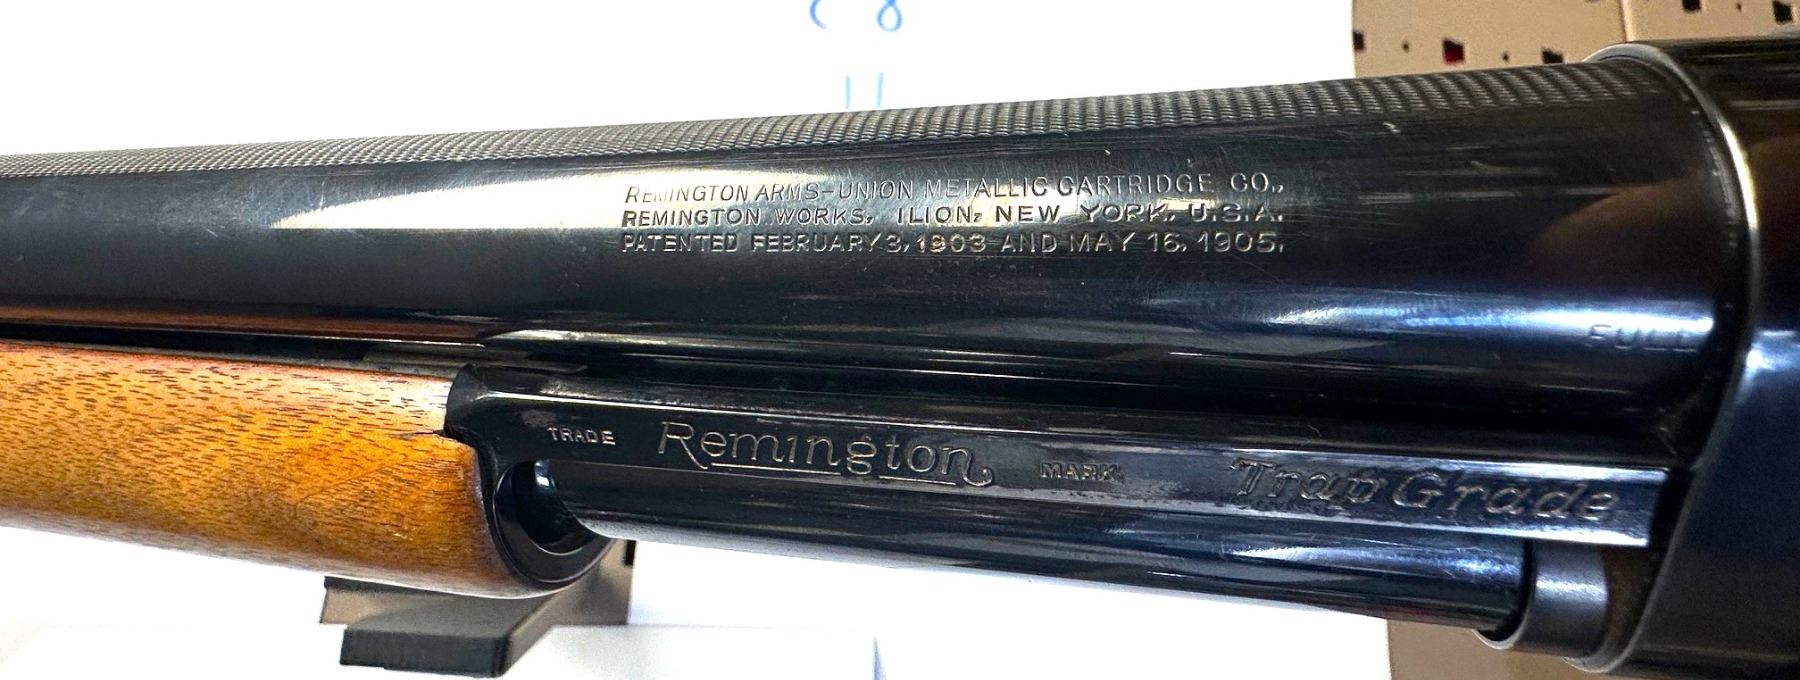 REMINGTON ARMS-UNION METALLIC CARTRIDGE CO.,
REMINGTON WORKS, ILION, NEW YORK, U.S.A.
PATENTED FEBRUARY 3, 1903 AND MAY 16, 1905.
TRADE Remington MARK Trap Grade